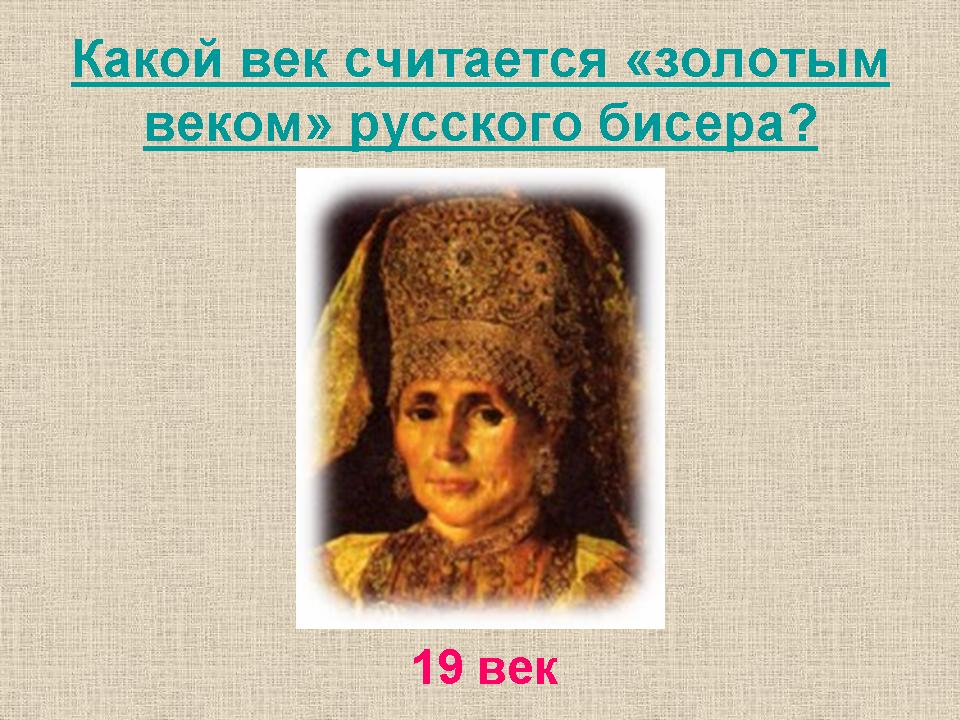 Какой век считается «золотым
веком» русского бисера?
19 век